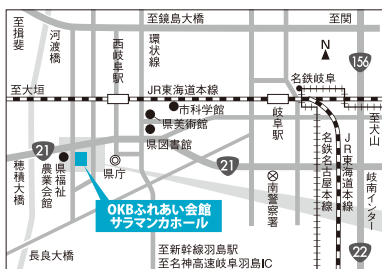 至揖斐
河渡橋
至鏡島大橋
至関
西岐阜駅
環状線
N
156
名鉄岐阜
至大垣
JR東海道本線
市科学館
県美術館
県図書館
岐阜駅
至犬山
21
21
穂積大橋
県福祉
農業会館
県庁
南警察署
名鉄名古屋本線
JR東海道本線
岐南インター
OKBふれあい会館
サラマンカホール
長良大橋
至新幹線羽島駅
至名神高速岐阜羽島IC
22